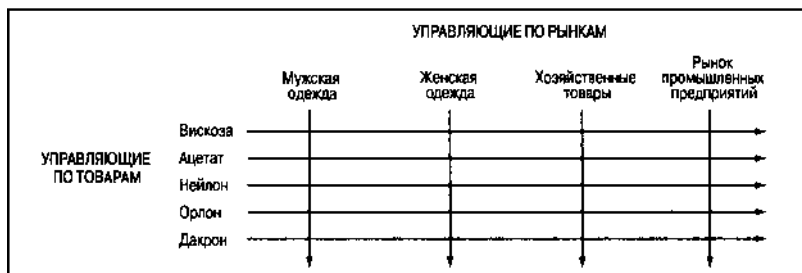 УПРАВЛЯЮЩИЕ ПО РЫНКАМ
Мужская
одежда
Женская
одежда
Хозяйственные
товары
Рынок
промышленных
предприятий
УПРАВЛЯЮЩИЕ
ПО ТОВАРАМ
Вискоза
Ацетат
Нейлон
Орлон
Дакрон